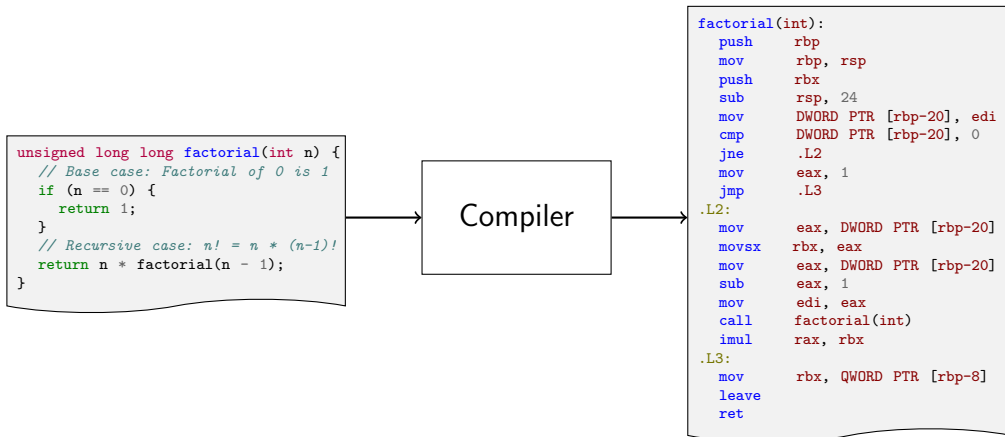 unsigned long long factorial(int n) {
  // Base case: Factorial of 0 is 1
  if (n == 0) {
    return 1;
  }
  // Recursive case: n! = n * (n-1)!
  return n * factorial(n - 1);
}
Compiler
factorial(int):
  push rbp
  mov rbp, rsp
  push rbx
  sub rsp, 24
  mov DWORD PTR [rbp-20], edi
  cmp DWORD PTR [rbp-20], 0
  jne .L2
  mov eax, 1
  jmp .L3
.L2:
  mov eax, DWORD PTR [rbp-20]
  movsx rbx, eax
  mov eax, DWORD PTR [rbp-20]
  sub eax, 1
  mov edi, eax
  call factorial(int)
  imul rax, rbx
.L3:
  mov rbx, QWORD PTR [rbp-8]
  leave
  ret